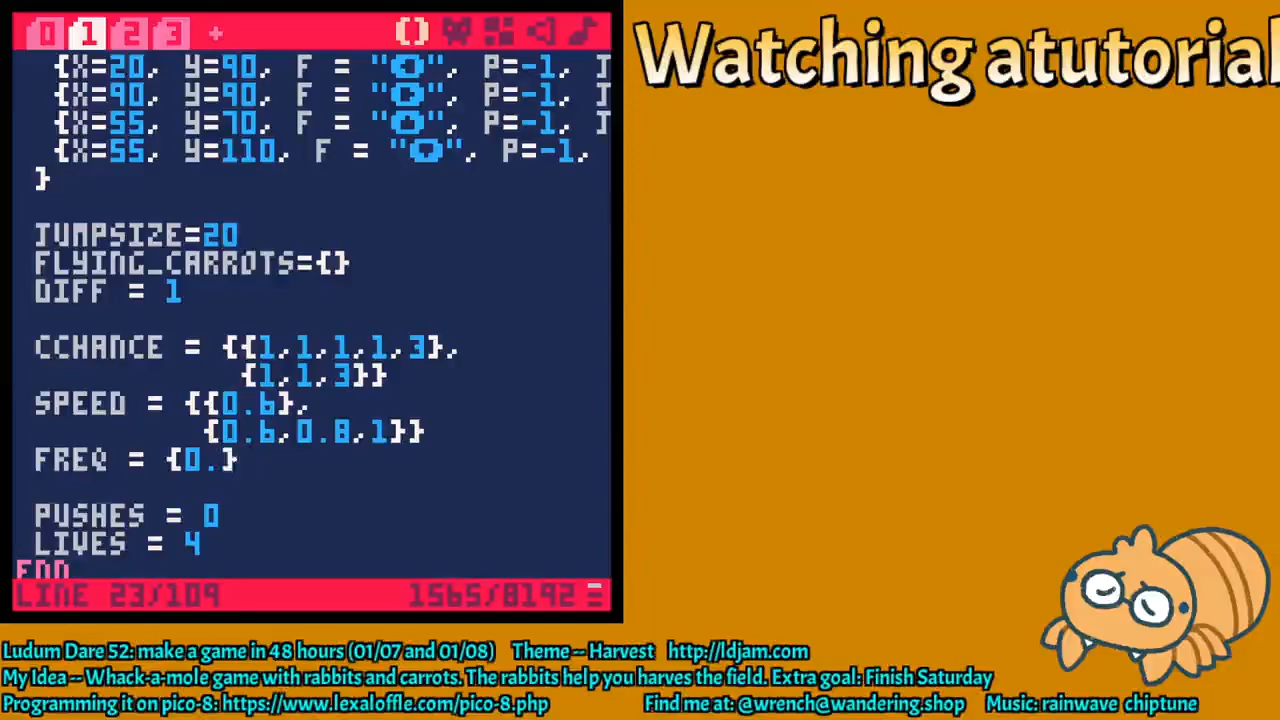 0 1 2 3 + ()
{X=20, Y=90, F = "O", P=-1, J
{X=90, Y=90, F = "O", P=-1, J
{X=55, Y=70, F = "O", P=-1, J
{X=55, Y=110, F = "O", P=-1,
}
JUMPSIZE=20
FLYING_CARROTS={}
DIFF = 1
CCHANCE = {{1,1,1,1,3},
{1,1,3}}
SPEED = {{0.6},
{0.6,0.8,1}}
FREQ = {0.}
PUSHES = 0
LIVES = 4
END
LINE 23/109 1565/8192
Watching atutorial
Ludum Dare 52: make a game in 48 hours (01/07 and 01/08) Theme -- Harvest http://ldjam.com
My Idea -- Whack-a-mole game with rabbits and carrots. The rabbits help you harves the field. Extra goal: Finish Saturday
Programming it on pico-8: https://www.lexaloffle.com/pico-8.php Find me at: @wrench@wandering.shop Music: rainwave chiptune